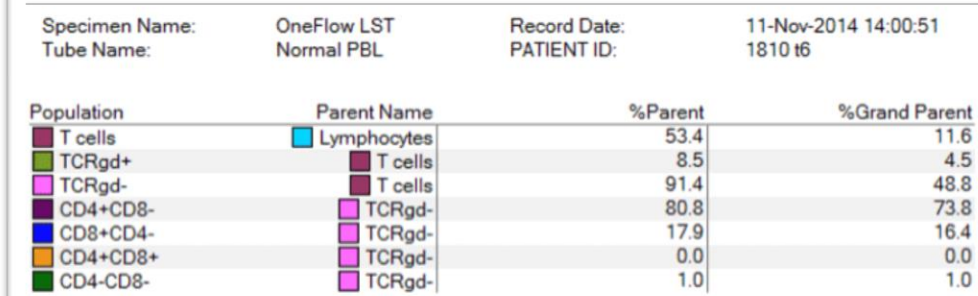 Specimen Name: OneFlow LST Record Date: 11-Nov-2014 14:00:51
Tube Name: Normal PBL PATIENT ID: 1810 t6
Population Parent Name %Parent %Grand Parent
T cells Lymphocytes 53.4 11.6
TCRgd+ T cells 8.5 4.5
TCRgd- T cells 91.4 48.8
CD4+CD8- TCRgd- 80.8 73.8
CD8+CD4- TCRgd- 17.9 16.4
CD4+CD8+ TCRgd- 0.0 0.0
CD4-CD8- TCRgd- 1.0 1.0